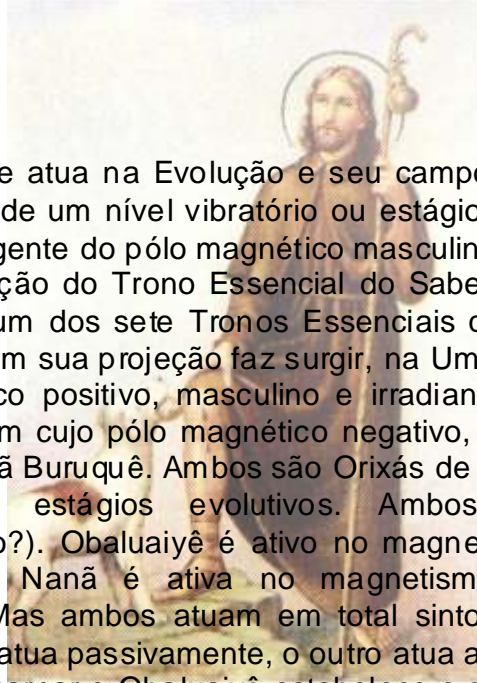 e atua na Evolução e seu campo
de um nível vibratório ou estágio
gente do pólo magnético masculin
ção do Trono Essencial do Sabe
um dos sete Tronos Essenciais
m sua projeção faz surgir, na Um
co positivo, masculino e irradian
m cujo pólo magnético negativo,
ã Buruquê. Ambos são Orixás de
estágios evolutivos. Ambos
o?). Obaluaiyê é ativo no magne
Nanã é ativa no magnetism
Mas ambos atuam em total sinto
atua passivamente, o outro atua a
Obaluaiyê estabelece